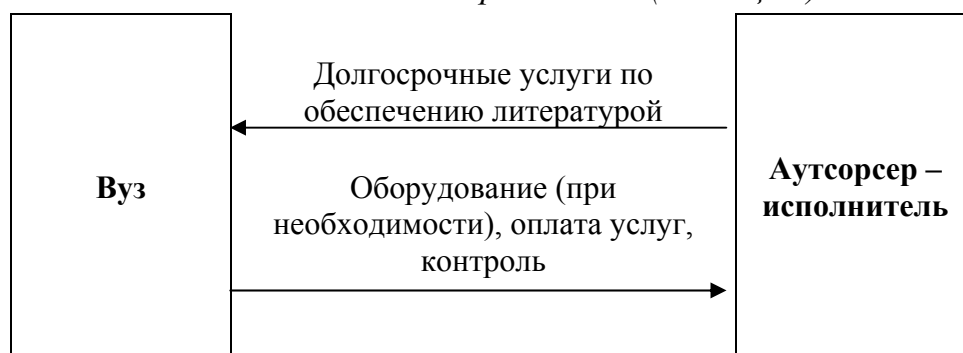 Долгосрочные услуги по
обеспечению литературой
Вуз
Оборудование (при
необходимости), оплата услуг,
контроль
Аутсорсер –
исполнитель